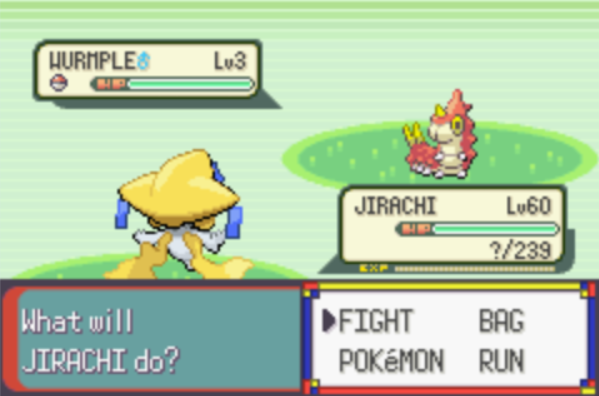 WURMPLE♂ Lv3
HP
JIRACHI Lv60
HP
?/239
EXP
What will
JIRACHI do?
▶FIGHT BAG
POKéMON RUN